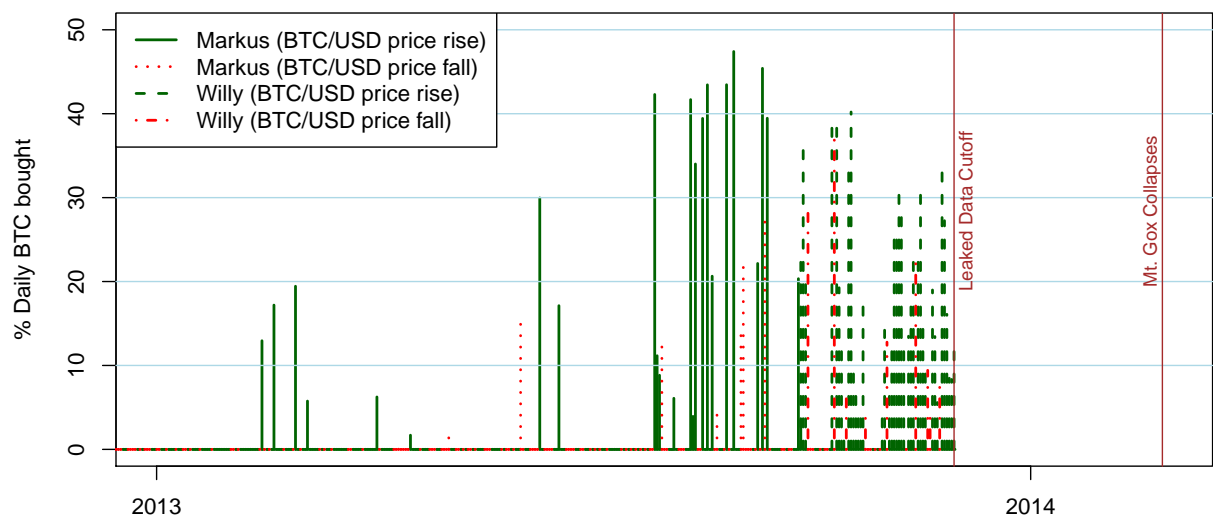 Markus (BTC/USD price rise)
Markus (BTC/USD price fall)
Willy (BTC/USD price rise)
Willy (BTC/USD price fall)
% Daily BTC bought
50
40
30
20
10
0
Leaked Data Cutoff
Mt. Gox Collapses
2013
2014